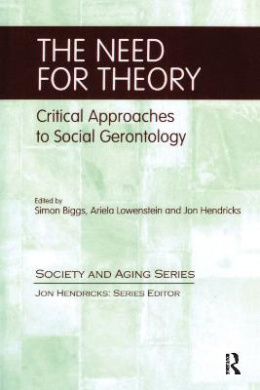 THE NEED
FOR THEORY
Critical Approaches
to Social Gerontology
Edited by
Simon Biggs, Ariela Lowenstein and Jon Hendricks
SOCIETY AND AGING SERIES
JON HENDRICKS: SERIES EDITOR
R